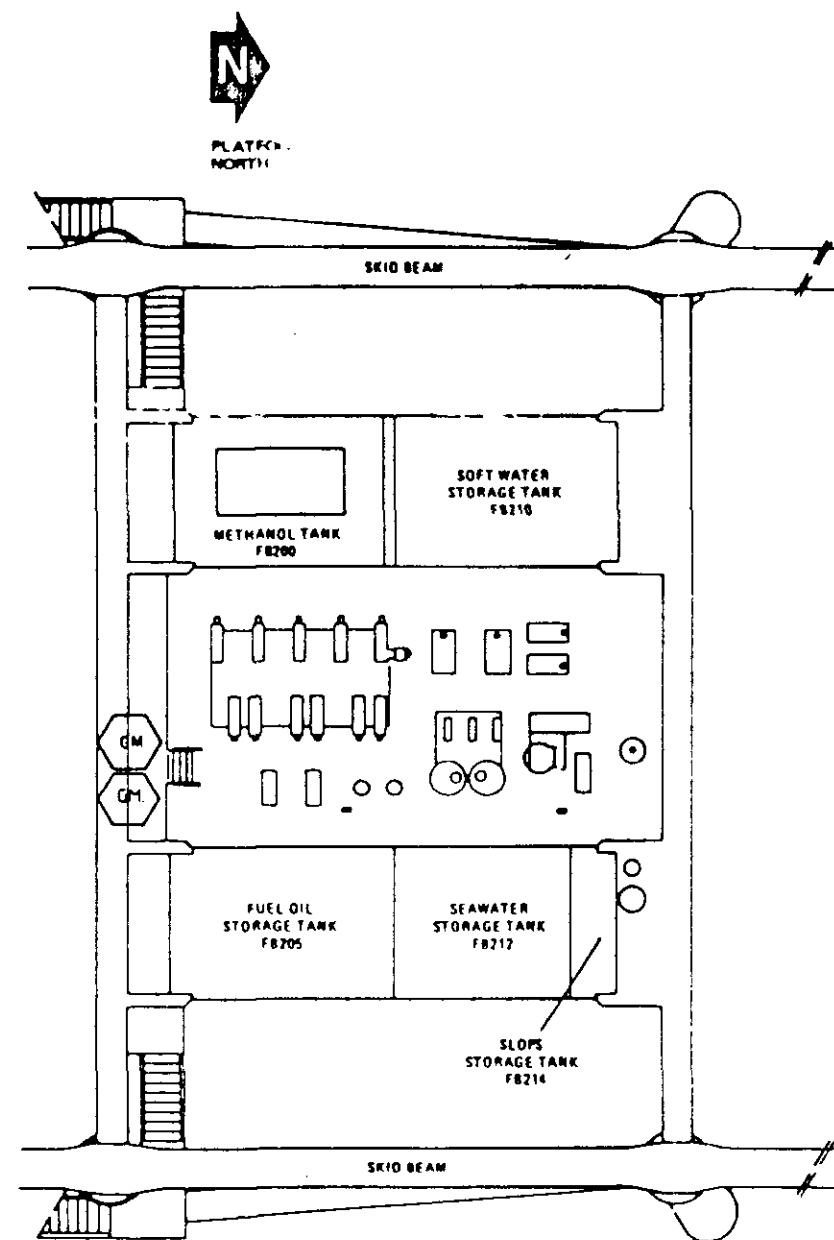 N
NORTH
SKID BEAM
METHANOL TANK
FB200
SOFT WATER
STORAGE TANK
FB210
GM
GM.
FUEL OIL
STORAGE TANK
FB205
SEAWATER
STORAGE TANK
FB212
SLOPS
STORAGE TANK
FB214
SKID BEAM